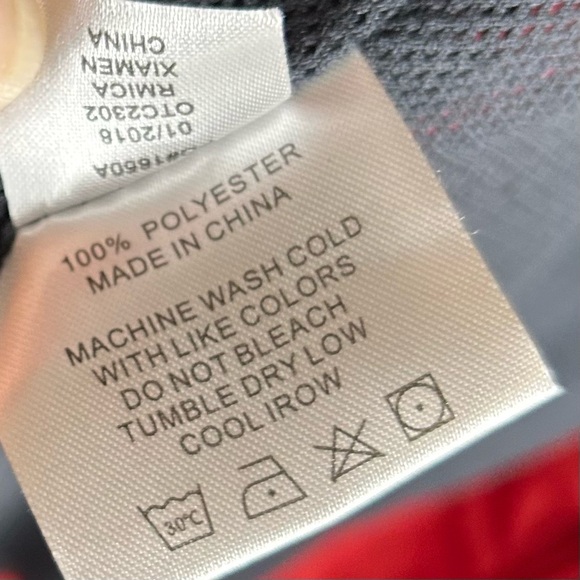 #1650A
01/2018
OTC2302
RMICA
XIAMEN
CHINA
100% POLYESTER
MADE IN CHINA
MACHINE WASH COLD
WITH LIKE COLORS
DO NOT BLEACH
TUMBLE DRY LOW
COOL IROW
30°C